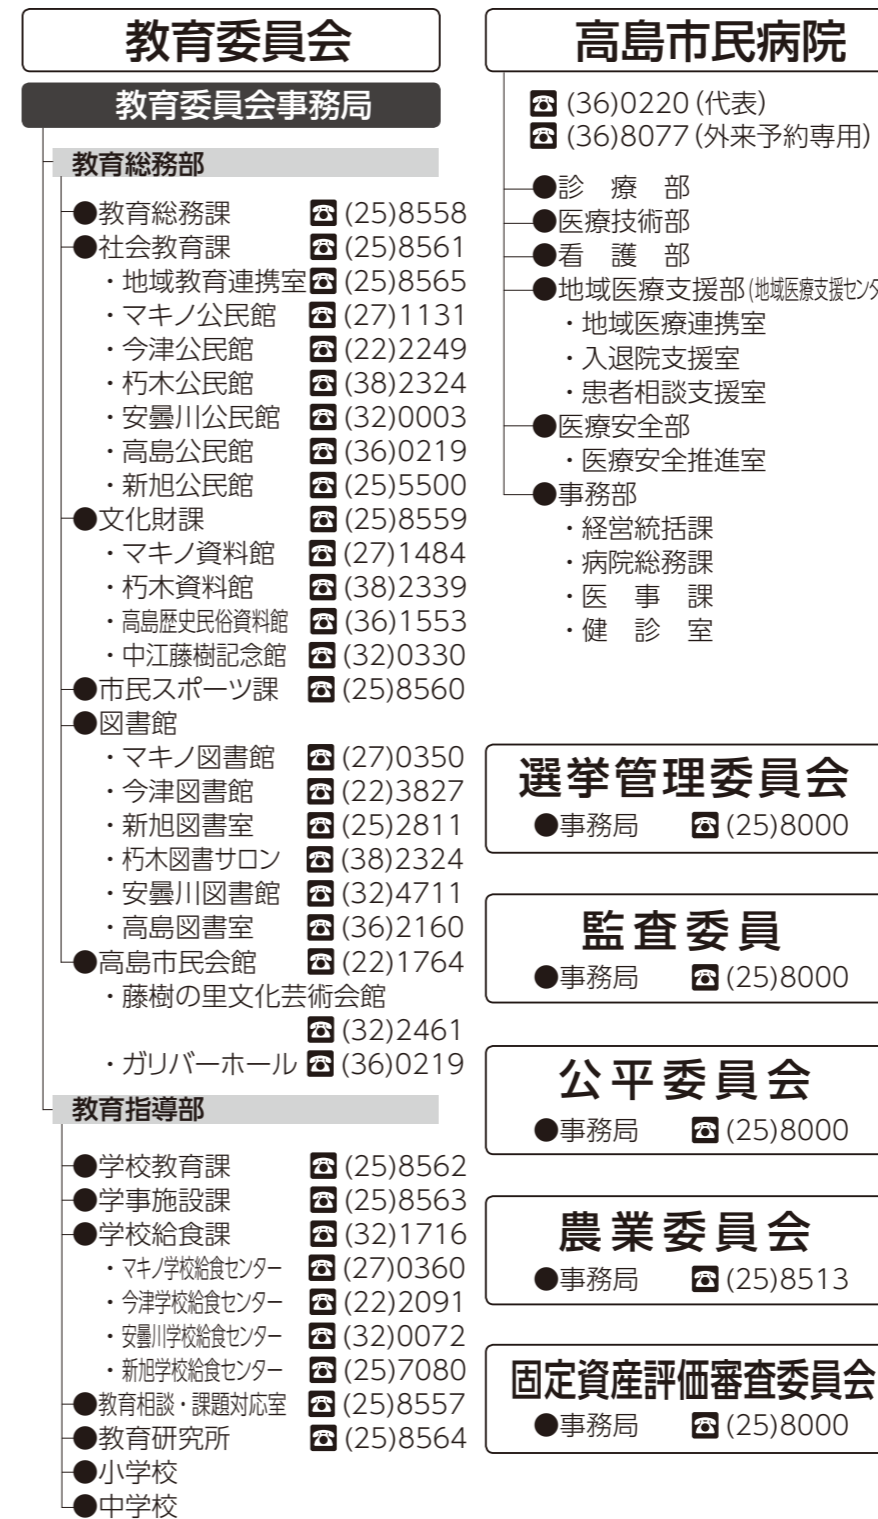 教育委員会
教育委員会事務局
教育総務部
●教育総務課 ☎(25)8558
●社会教育課 ☎(25)8561
・地域教育連携室☎(25)8565
・マキノ公民館 ☎(27)1131
・今津公民館 ☎(22)2249
・朽木公民館 ☎(38)2324
・安曇川公民館 ☎(32)0003
・高島公民館 ☎(36)0219
・新旭公民館 ☎(25)5500
●文化財課 ☎(25)8559
・マキノ資料館 ☎(27)1484
・朽木資料館 ☎(38)2339
・高島歴史民俗資料館 ☎(36)1553
・中江藤樹記念館 ☎(32)0330
●市民スポーツ課 ☎(25)8560
●図書館
・マキノ図書館 ☎(27)0350
・今津図書館 ☎(22)3827
・新旭図書室 ☎(25)2811
・朽木図書サロン ☎(38)2324
・安曇川図書館 ☎(32)4711
・高島図書室 ☎(36)2160
●高島市民会館 ☎(22)1764
・藤樹の里文化芸術会館
☎(32)2461
・ガリバーホール ☎(36)0219
教育指導部
●学校教育課 ☎(25)8562
●学事施設課 ☎(25)8563
●学校給食課 ☎(32)1716
・マキノ学校給食センター ☎(27)0360
・今津学校給食センター ☎(22)2091
・安曇川学校給食センター ☎(32)0072
・新旭学校給食センター ☎(25)7080
●教育相談・課題対応室 ☎(25)8557
●教育研究所 ☎(25)8564
●小学校
●中学校
高島市民病院
☎(36)0220(代表)
☎(36)8077(外来予約専用)
●診療部
●医療技術部
●看護部
●地域医療支援部(地域医療支援センタ
・地域医療連携室
・入退院支援室
・患者相談支援室
●医療安全部
・医療安全推進室
●事務部
・経営統括課
・病院総務課
・医事課
・健診室
選挙管理委員会
●事務局 ☎(25)8000
監査委員
●事務局 ☎(25)8000
公平委員会
●事務局 ☎(25)8000
農業委員会
●事務局 ☎(25)8513
固定資産評価審査委員会
●事務局 ☎(25)8000